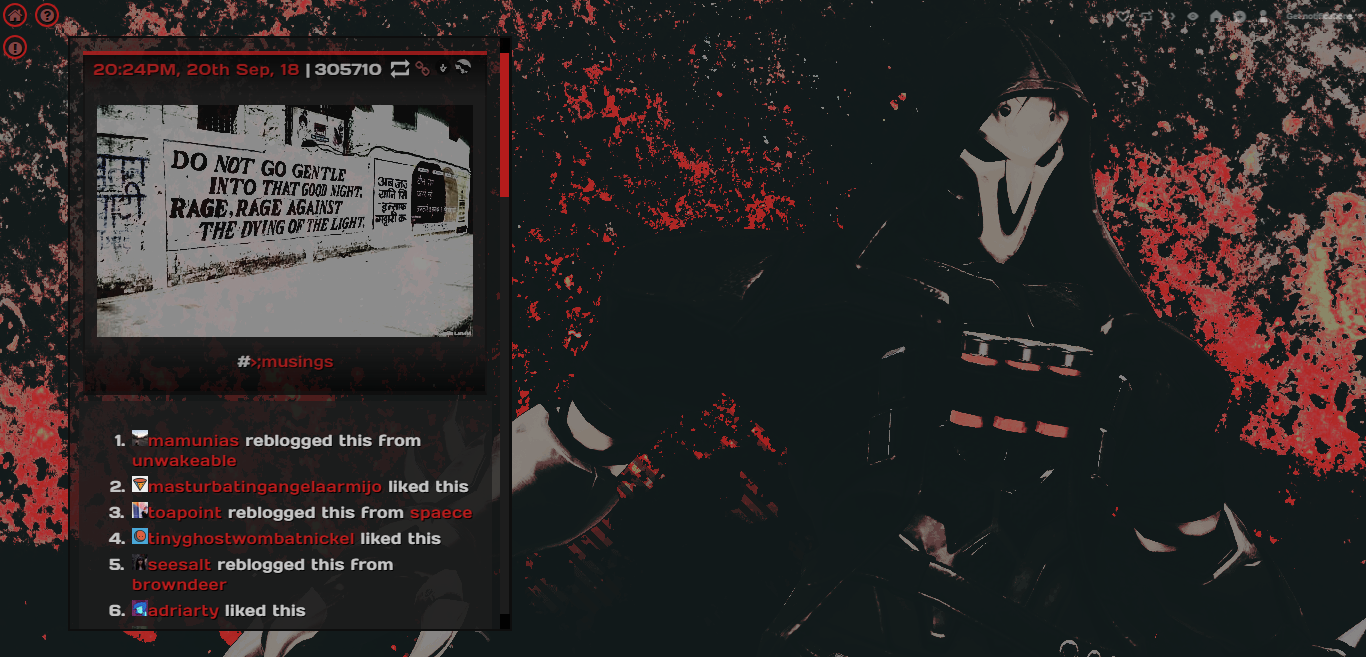 20:24PM, 20th Sep, 18 | 305710
DO NOT GO GENTLE
INTO THAT GOOD NIGHT,
RAGE, RAGE AGAINST
THE DYING OF THE LIGHT.
अब जब
#>;musings
1. mamunias reblogged this from
unwakeable
2. masturbatingangelaarmijo liked this
3. toapoint reblogged this from spaece
4. tinyghostwombatnickel liked this
5. seesalt reblogged this from
browndeer
6. adriarty liked this